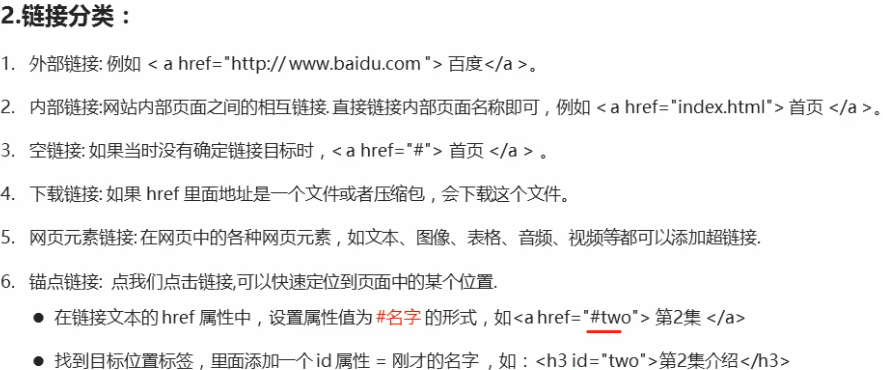 2.链接分类：
1. 外部链接: 例如 < a href="http:// www.baidu.com "> 百度</a >。
2. 内部链接:网站内部页面之间的相互链接. 直接链接内部页面名称即可，例如 < a href="index.html"> 首页 </a >。
3. 空链接: 如果当时没有确定链接目标时，< a href="#"> 首页 </a > 。
4. 下载链接: 如果 href 里面地址是一个文件或者压缩包，会下载这个文件。
5. 网页元素链接: 在网页中的各种网页元素，如文本、图像、表格、音频、视频等都可以添加超链接.
6. 锚点链接: 点我们点击链接,可以快速定位到页面中的某个位置.
● 在链接文本的 href 属性中，设置属性值为 #名字 的形式，如<a href="#two"> 第2集 </a>
● 找到目标位置标签，里面添加一个 id 属性 = 刚才的名字 ，如：<h3 id="two">第2集介绍</h3>